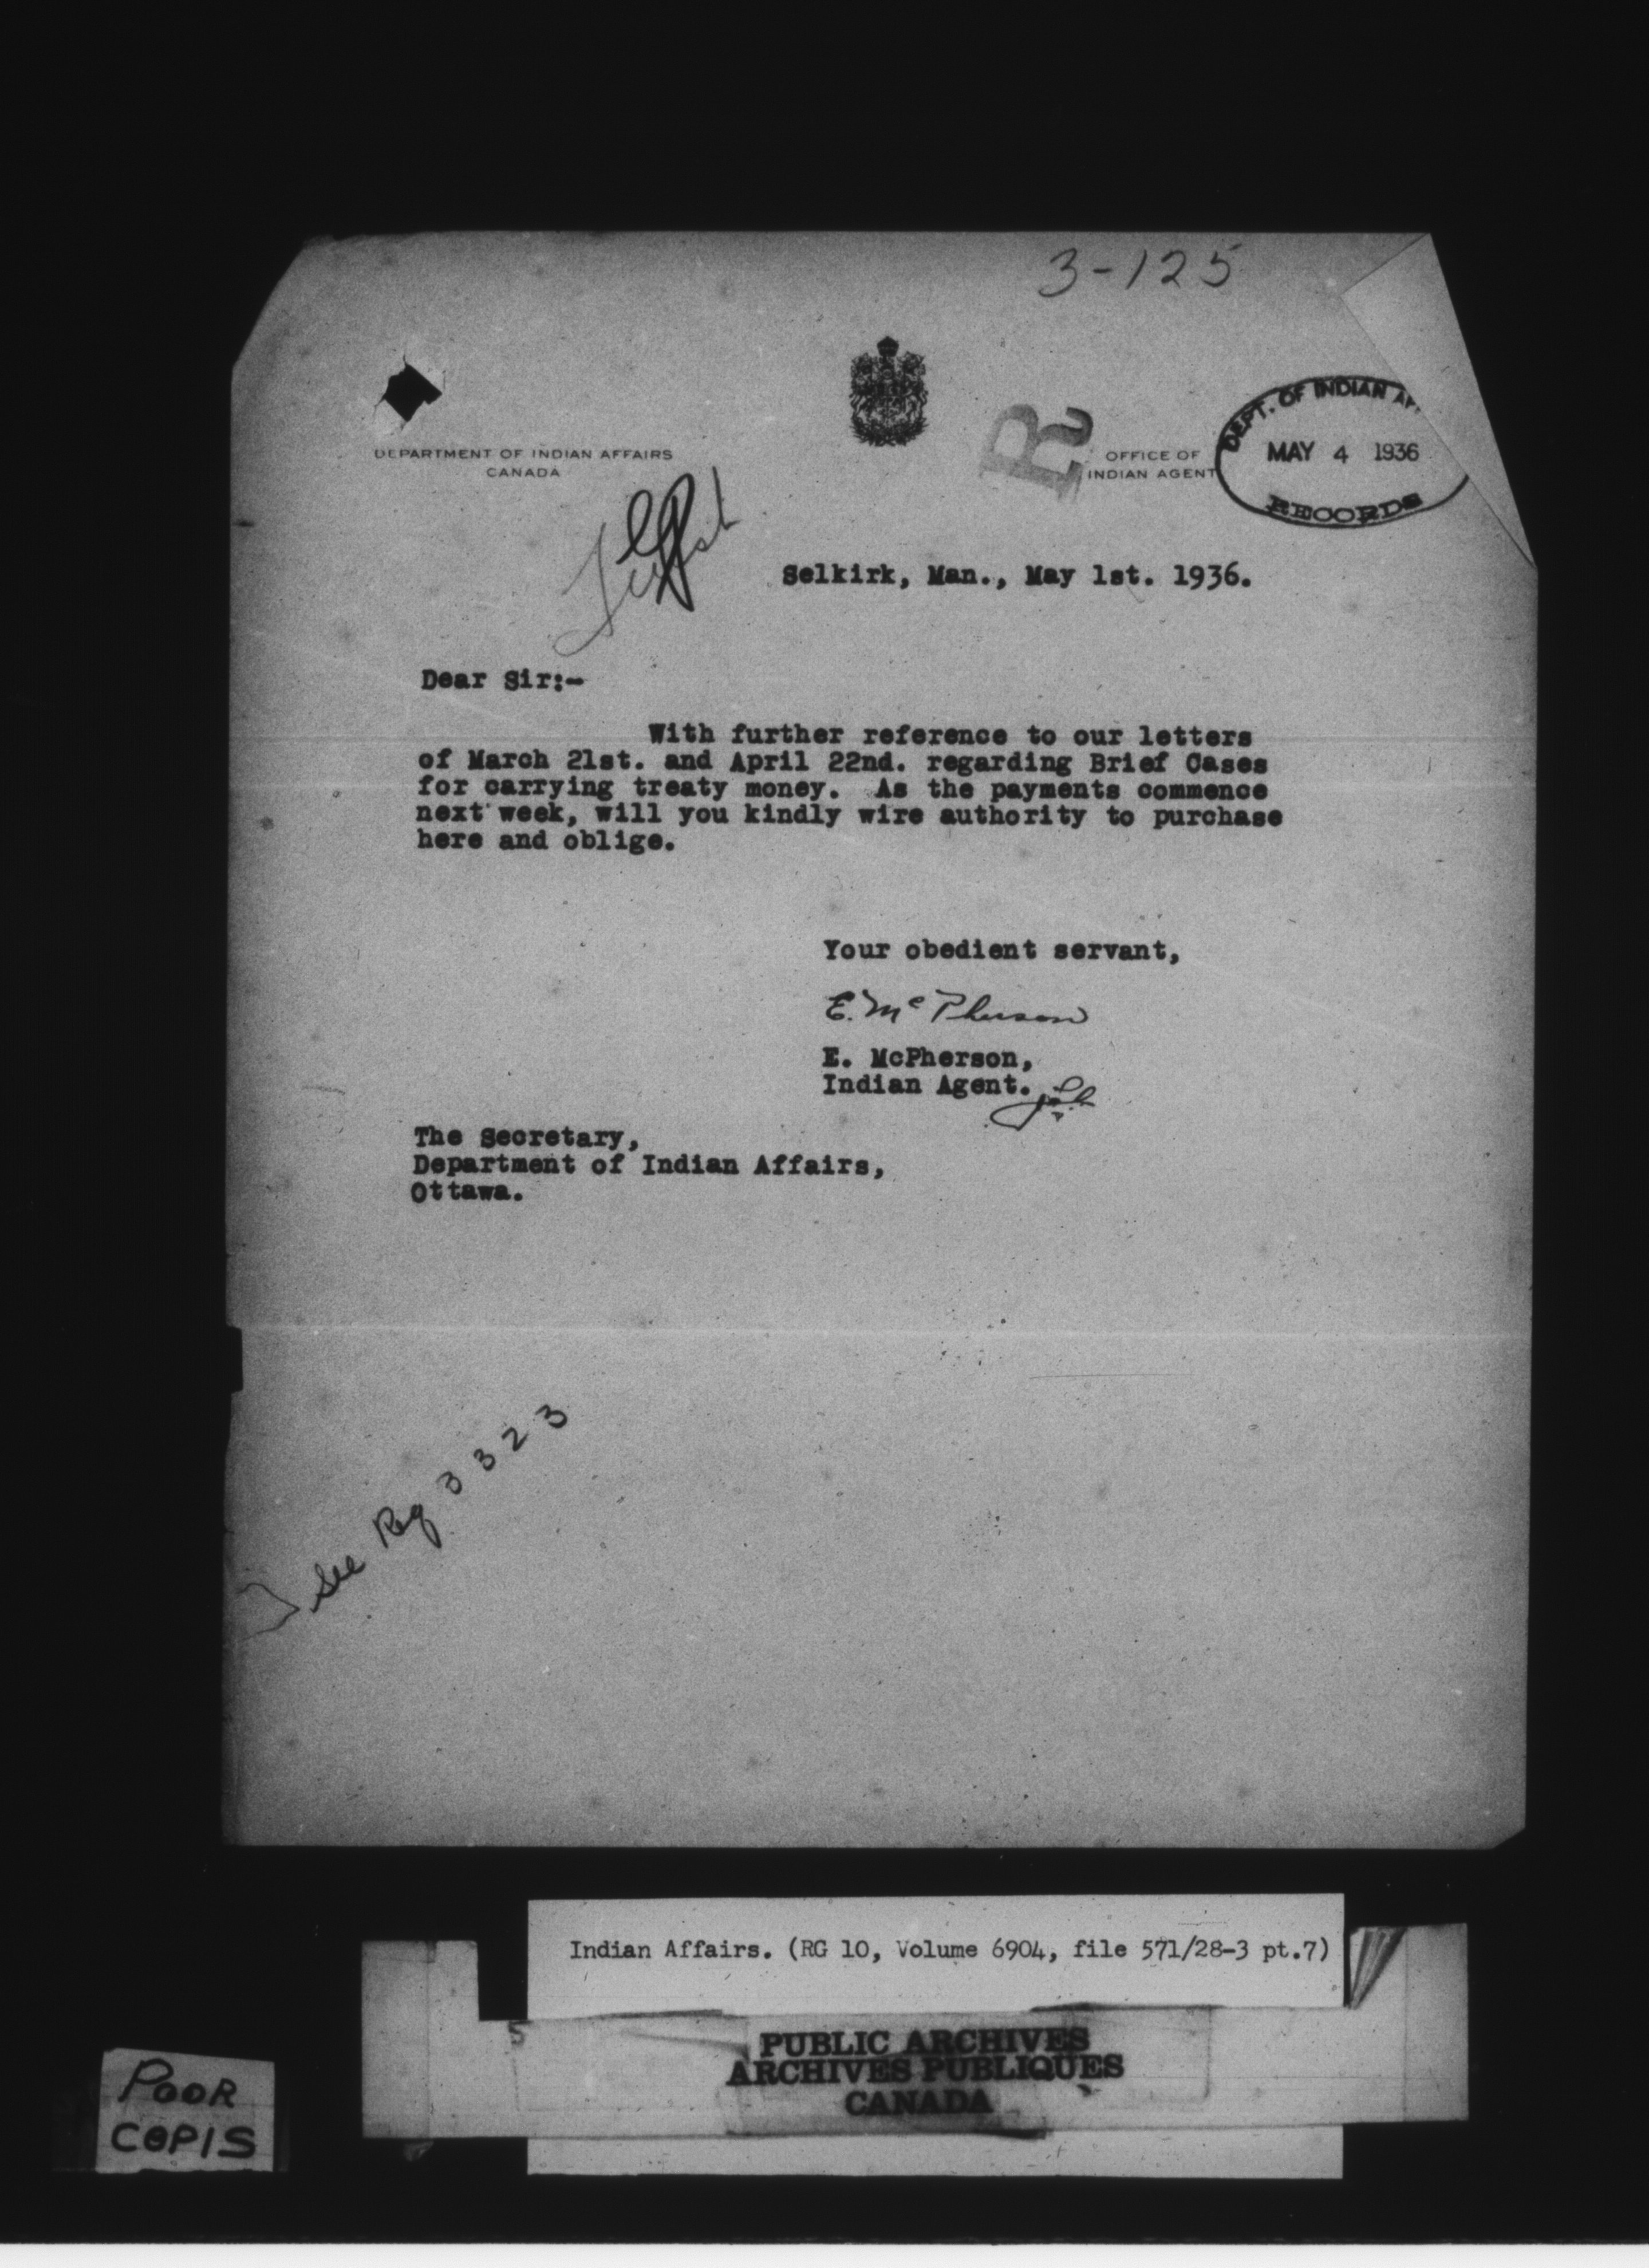 3-125
DEPARTMENT OF INDIAN AFFAIRS
CANADA
R
OFFICE OF
INDIAN AGENT
DEPT. OF INDIAN AF
MAY 4 1936
RECORDS
Selkirk, Man., May 1st. 1936.
Dear Sir:-
With further reference to our letters
of March 21st. and April 22nd. regarding Brief Cases
for carrying treaty money. As the payments commence
next week, will you kindly wire authority to purchase
here and oblige.
Your obedient servant,
E. McPherson
E. McPherson,
Indian Agent.
The Secretary,
Department of Indian Affairs,
Ottawa.
See Reg 3323
Indian Affairs. (RG 10, Volume 6904, file 571/28-3 pt.7)
5
PUBLIC ARCHIVES
ARCHIVES PUBLIQUES
CANADA
POOR
COPIS